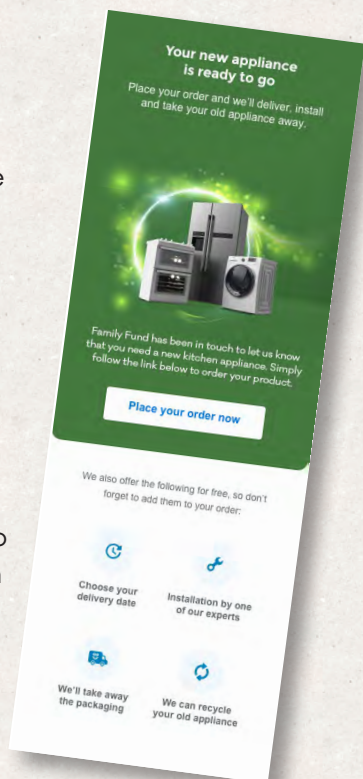 Your new appliance
is ready to go
Place your order and we'll deliver, install
and take your old appliance away.
Family Fund has been in touch to let us know
that you need a new kitchen appliance. Simply
follow the link below to order your product.
Place your order now
We also offer the following for free, so don't
forget to add them to your order:
Choose your
delivery date
Installation by one
of our experts
We'll take away
the packaging
We can recycle
your old appliance